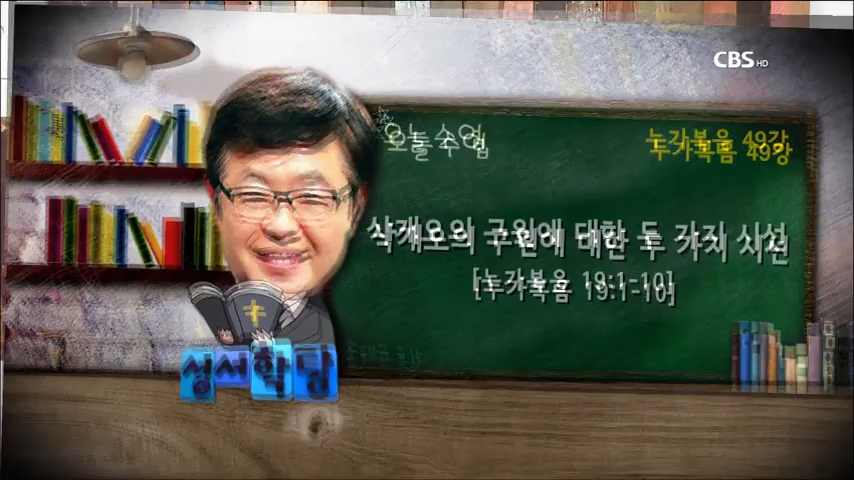 CBS HD
오늘 수업
누가복음 49강
삭개오의 구원에 대한 두 가지 시선
[누가복음 19:1-10]
성서학당